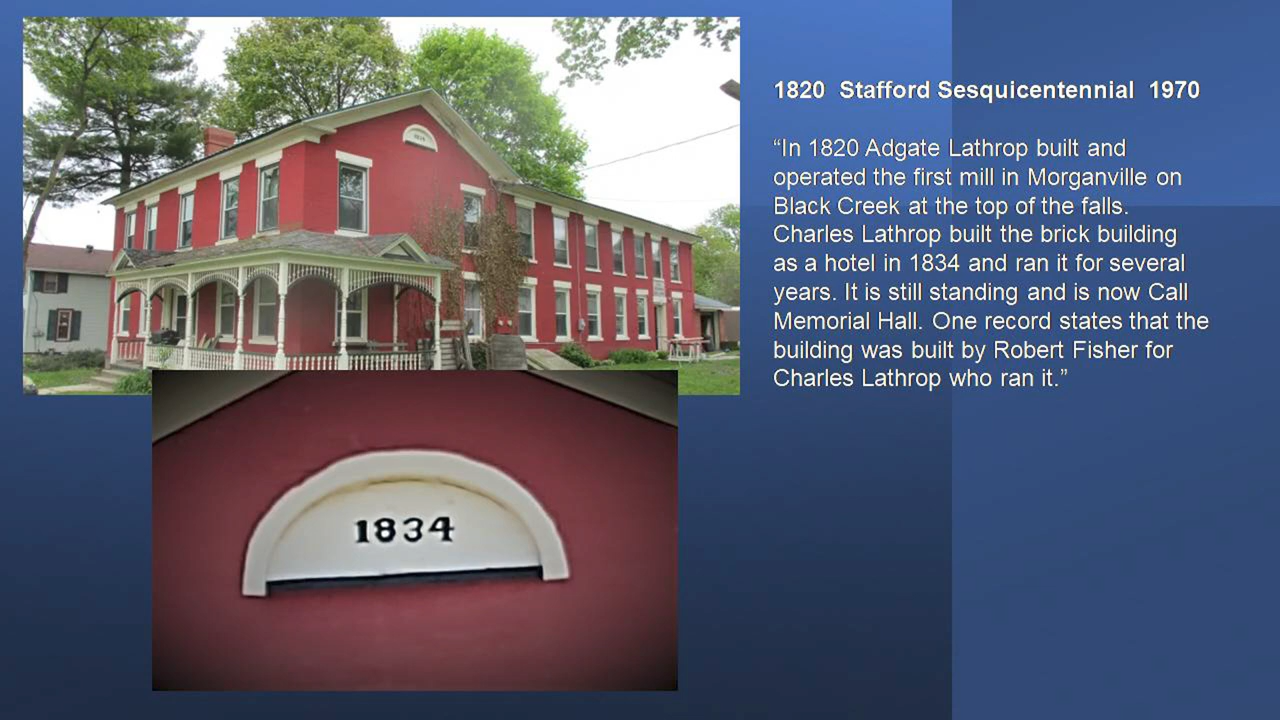 1820  Stafford Sesquicentennial  1970
“In 1820 Adgate Lathrop built and
operated the first mill in Morganville on
Black Creek at the top of the falls.
Charles Lathrop built the brick building
as a hotel in 1834 and ran it for several
years. It is still standing and is now Call
Memorial Hall. One record states that the
building was built by Robert Fisher for
Charles Lathrop who ran it.”
1834